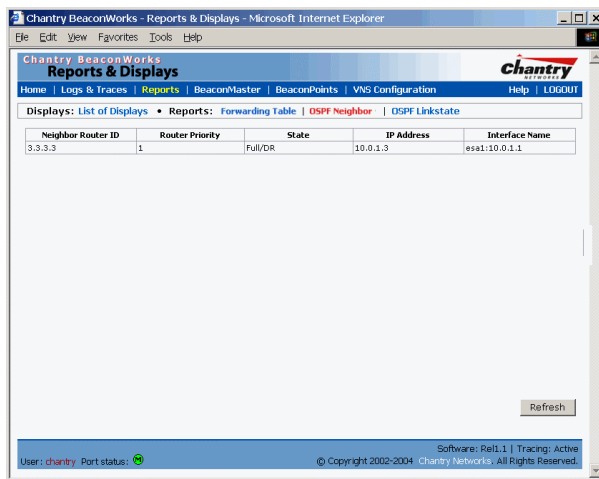 Chantry BeaconWorks - Reports & Displays - Microsoft Internet Explorer
File Edit View Favorites Tools Help
Chantry BeaconWorks
Reports & Displays
Chantry
NETWORKS
Home | Logs & Traces | Reports | BeaconMaster | BeaconPoints | VNS Configuration Help | LOGOUT
Displays: List of Displays • Reports: Forwarding Table | OSPF Neighbor | OSPF Linkstate
Neighbor Router ID Router Priority State IP Address Interface Name
3.3.3.3 1 Full/DR 10.0.1.3 esa1:10.0.1.1
Refresh
Software: Rel1.1 | Tracing: Active
User: chantry Port status: M © Copyright 2002-2004 Chantry Networks. All Rights Reserved.